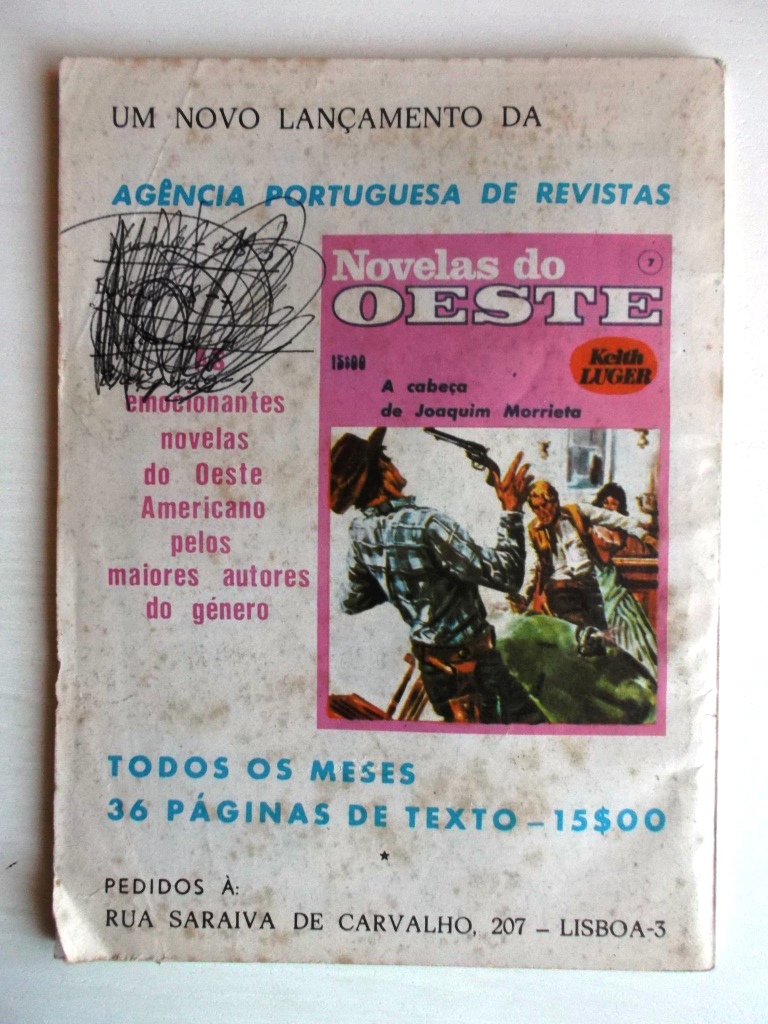 UM NOVO LANÇAMENTO DA
AGÊNCIA PORTUGUESA DE REVISTAS
Novelas do
7
OESTE
15$00
Keith
LUGER
A cabeça
de Joaquim Morrieta
As
emocionantes
novelas
do Oeste
Americano
pelos
maiores autores
do género
TODOS OS MESES
36 PÁGINAS DE TEXTO – 15$00
PEDIDOS À:
RUA SARAIVA DE CARVALHO, 207 – LISBOA-3